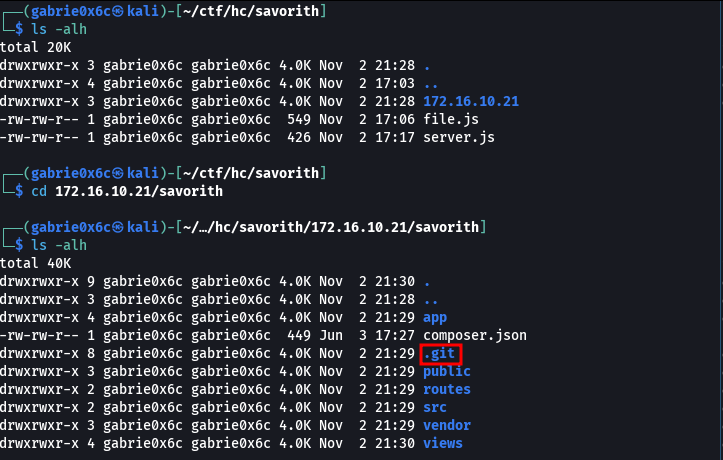 ┌──(gabrie0x6c㉿kali)-[~/ctf/hc/savorith]
└─$ ls -alh
total 20K
drwxrwxr-x 3 gabrie0x6c gabrie0x6c 4.0K Nov  2 21:28 .
drwxrwxr-x 4 gabrie0x6c gabrie0x6c 4.0K Nov  2 17:03 ..
drwxrwxr-x 3 gabrie0x6c gabrie0x6c 4.0K Nov  2 21:28 172.16.10.21
-rw-rw-r-- 1 gabrie0x6c gabrie0x6c  549 Nov  2 17:06 file.js
-rw-rw-r-- 1 gabrie0x6c gabrie0x6c  426 Nov  2 17:17 server.js
┌──(gabrie0x6c㉿kali)-[~/ctf/hc/savorith]
└─$ cd 172.16.10.21/savorith
┌──(gabrie0x6c㉿kali)-[~/…/hc/savorith/172.16.10.21/savorith]
└─$ ls -alh
total 40K
drwxrwxr-x 9 gabrie0x6c gabrie0x6c 4.0K Nov  2 21:30 .
drwxrwxr-x 3 gabrie0x6c gabrie0x6c 4.0K Nov  2 21:28 ..
drwxrwxr-x 4 gabrie0x6c gabrie0x6c 4.0K Nov  2 21:29 app
-rw-rw-r-- 1 gabrie0x6c gabrie0x6c  449 Jun  3 17:27 composer.json
drwxrwxr-x 8 gabrie0x6c gabrie0x6c 4.0K Nov  2 21:29 .git
drwxrwxr-x 3 gabrie0x6c gabrie0x6c 4.0K Nov  2 21:29 public
drwxrwxr-x 2 gabrie0x6c gabrie0x6c 4.0K Nov  2 21:29 routes
drwxrwxr-x 2 gabrie0x6c gabrie0x6c 4.0K Nov  2 21:29 src
drwxrwxr-x 3 gabrie0x6c gabrie0x6c 4.0K Nov  2 21:29 vendor
drwxrwxr-x 4 gabrie0x6c gabrie0x6c 4.0K Nov  2 21:30 views